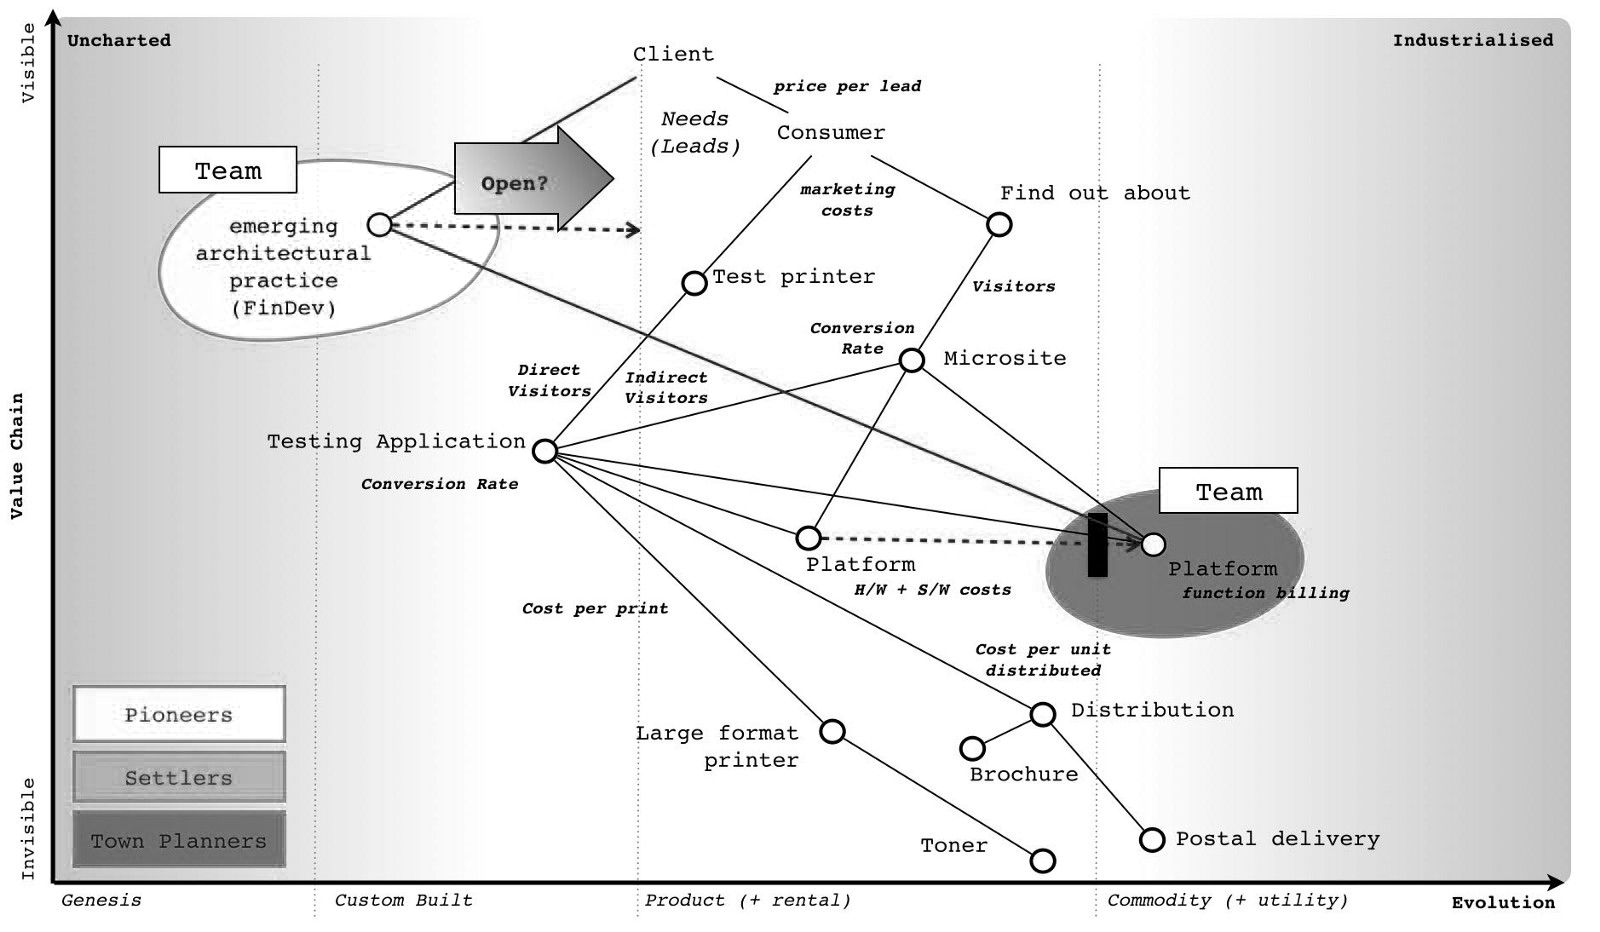 Visible
Uncharted
Industrialised
Client
price per lead
Needs
(Leads)
Consumer
Team
Open?
marketing
costs
Find out about
emerging
architectural
practice
(FinDev)
Test printer
Visitors
Conversion
Rate
Microsite
Direct
Visitors
Indirect
Visitors
Value Chain
Testing Application
Conversion Rate
Team
Platform
H/W + S/W costs
Platform
function billing
Cost per print
Cost per unit
distributed
Distribution
Large format
printer
Brochure
Pioneers
Settlers
Town Planners
Toner
Postal delivery
Invisible
Genesis
Custom Built
Product (+ rental)
Commodity (+ utility)
Evolution